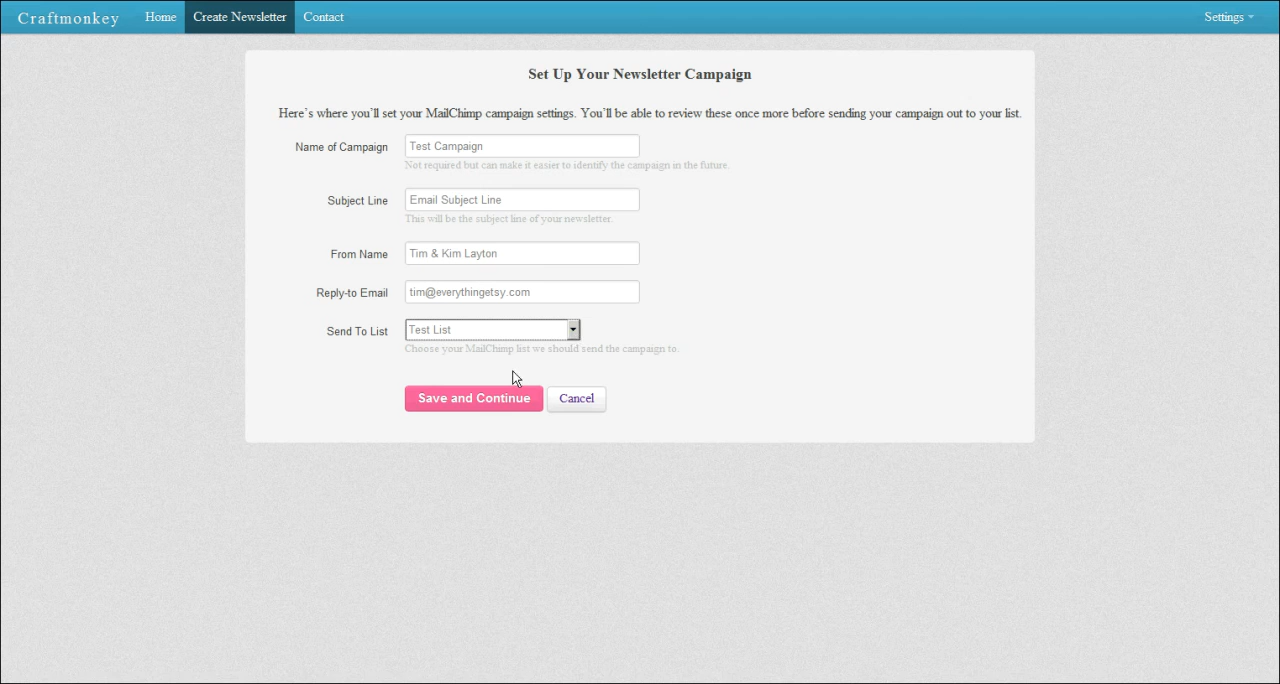 Craftmonkey Home Create Newsletter Contact Settings
Set Up Your Newsletter Campaign
Here's where you'll set your MailChimp campaign settings. You'll be able to review these once more before sending your campaign out to your list.
Name of Campaign Test Campaign
Not required but can make it easier to identify the campaign in the future.
Subject Line Email Subject Line
This will be the subject line of your newsletter.
From Name Tim & Kim Layton
Reply-to Email tim@everythingetsy.com
Send To List Test List
Choose your MailChimp list we should send the campaign to.
Save and Continue Cancel